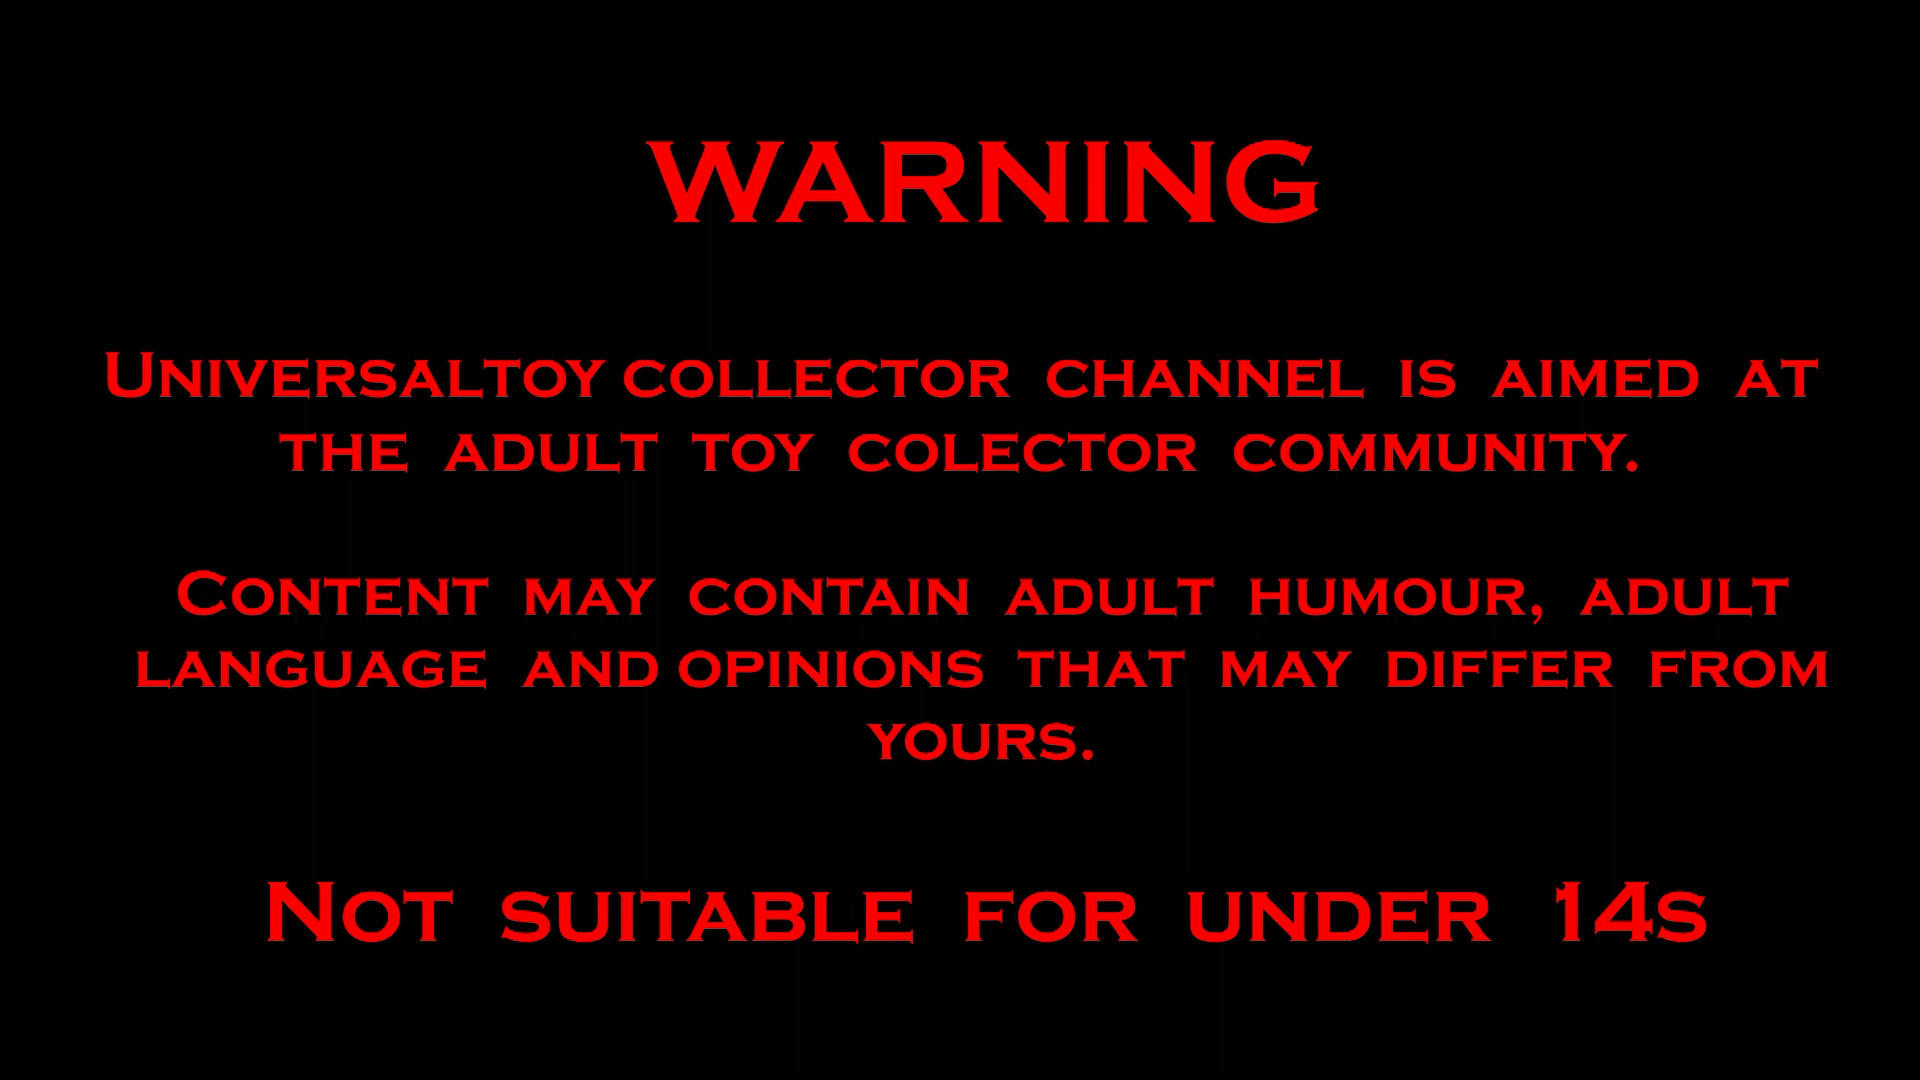 WARNING
UNIVERSALTOY COLLECTOR CHANNEL IS AIMED AT
THE ADULT TOY COLECTOR COMMUNITY.
CONTENT MAY CONTAIN ADULT HUMOUR, ADULT
LANGUAGE AND OPINIONS THAT MAY DIFFER FROM
YOURS.
NOT SUITABLE FOR UNDER 14S